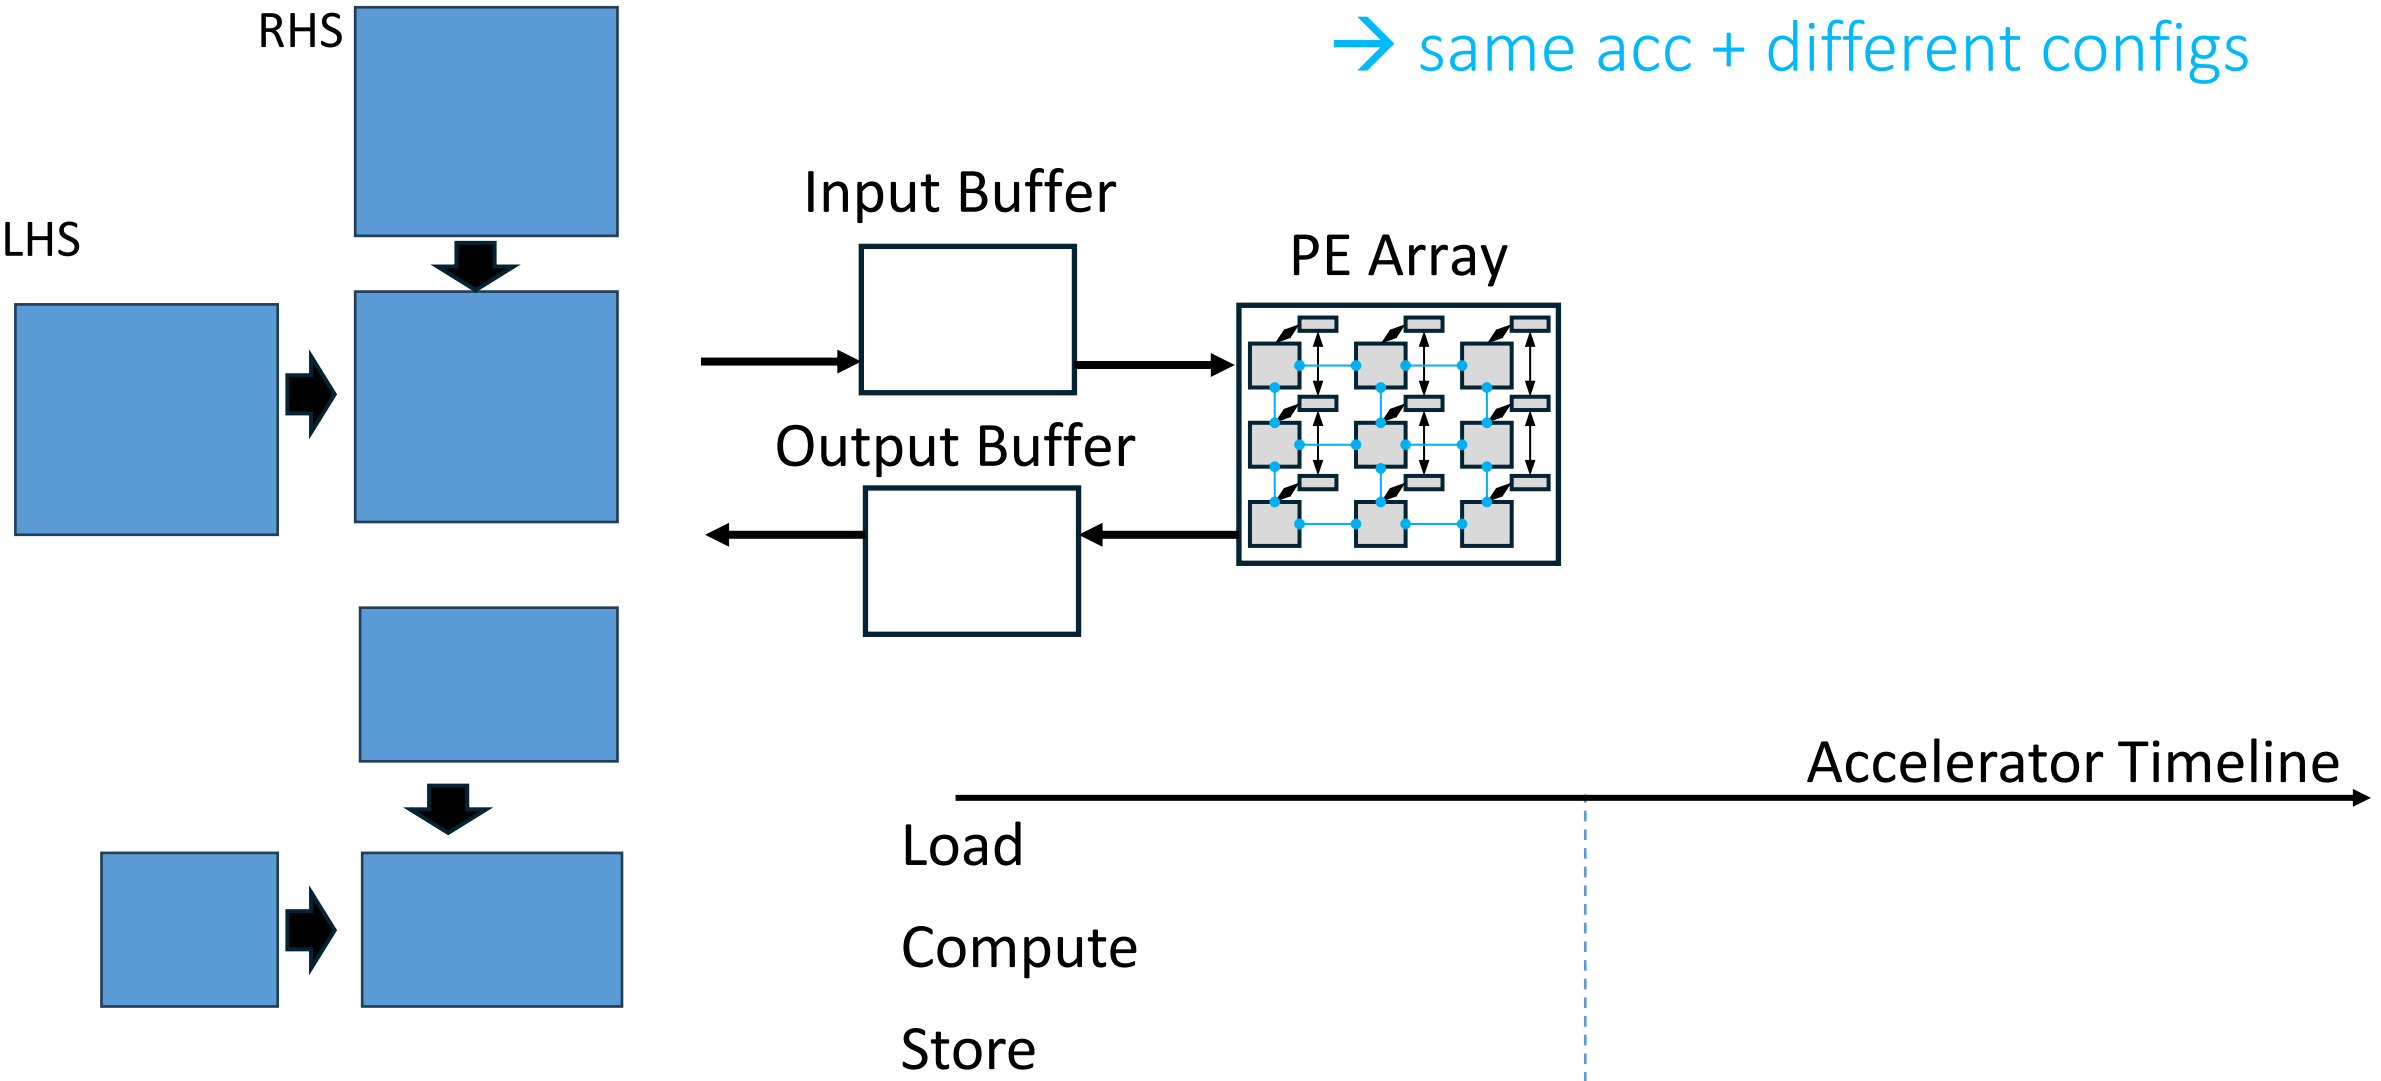 RHS
→ same acc + different configs
LHS
Input Buffer
PE Array
Output Buffer
Accelerator Timeline
Load
Compute
Store